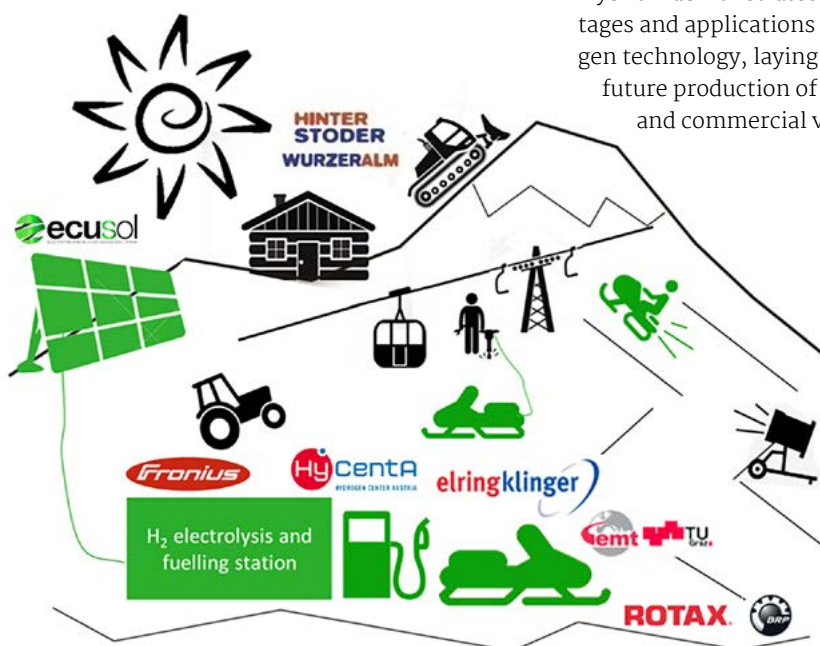 tages and applications
gen technology, laying
future production of
and commercial v
HINTER
STODER
WURZERALM
ecusol
Fronius
HyCentA
HYDROGEN CENTER AUSTRIA
elringklinger
H₂ electrolysis and
fuelling station
emt
TU
Graz
ROTAX.
BRP